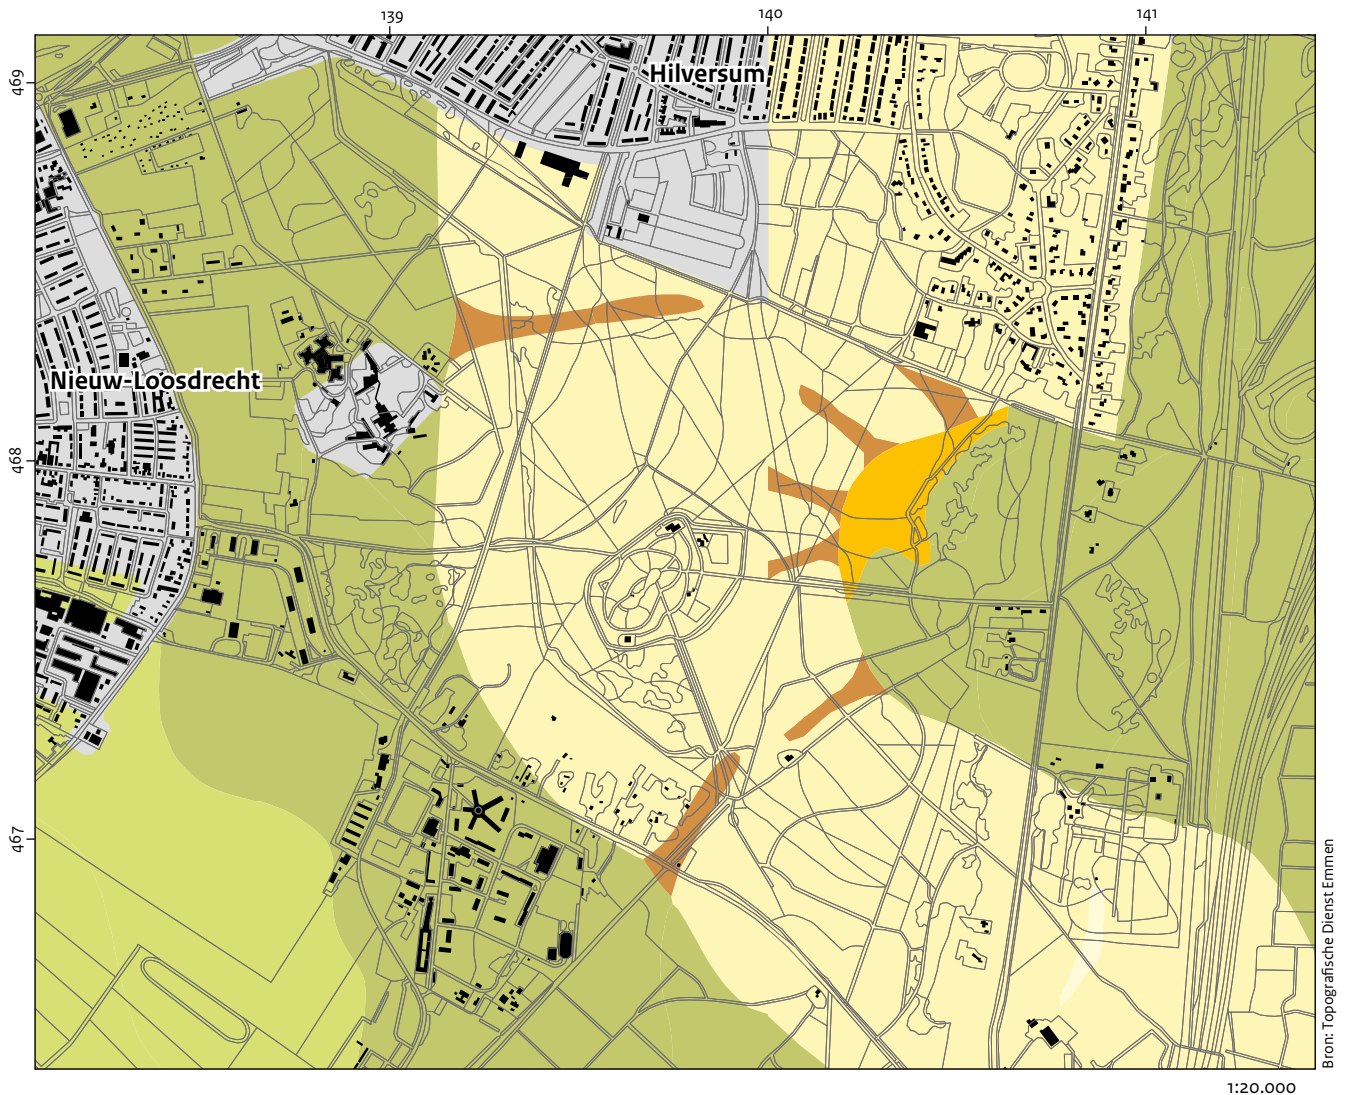 139
140
141
469
Hilversum
Nieuw-Loosdrecht
468
467
Bron: Topografische Dienst Emmen
1:20.000